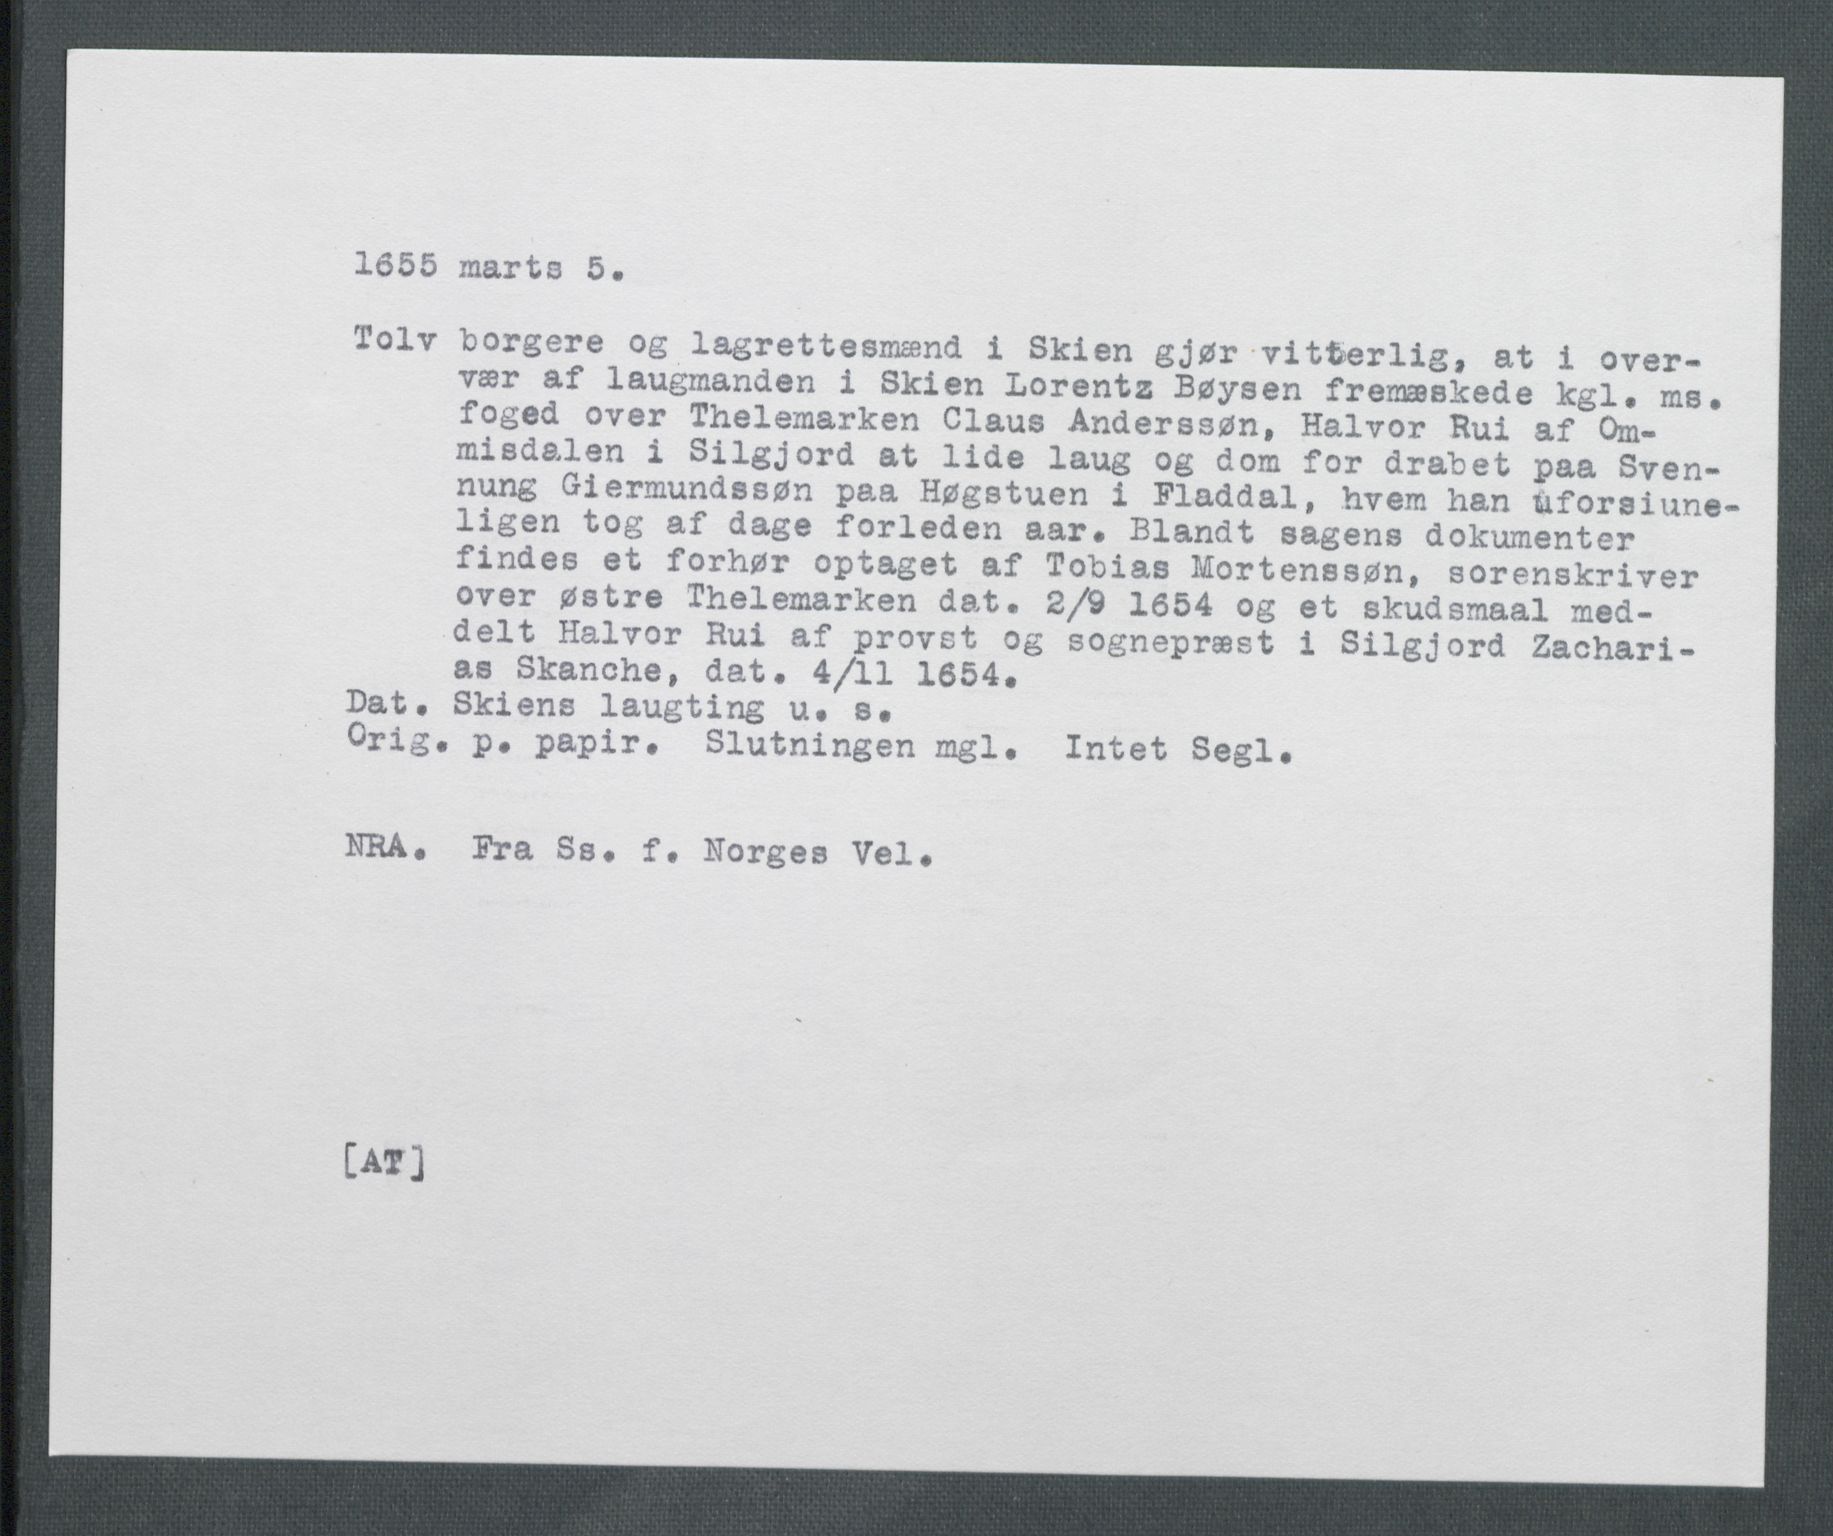 1655 marts 5.
Tolv borgere og lagrettesmænd i Skien gjør vitterlig, at i over-
vær af laugmanden i Skien Lorentz Bøysen fremæskede kgl. ms.
foged over Thelemarken Claus Anderssøn, Halvor Rui af Om-
misdalen i Silgjord at lide laug og dom for drabet paa Sven-
nung Giermundssøn paa Høgstuen i Fladdal, hvem han uforsiune-
ligen tog af dage forleden aar. Blandt sagens dokumenter
findes et forhør optaget af Tobias Mortenssøn, sorenskriver
over østre Thelemarken dat. 2/9 1654 og et skudsmaal med-
delt Halvor Rui af provst og sognepræst i Silgjord Zachari-
as Skanche, dat. 4/11 1654.
Dat. Skiens laugting u. s.
Orig. p. papir. Slutningen mgl. Intet Segl.
NRA. Fra Ss. f. Norges Vel.
[AT]